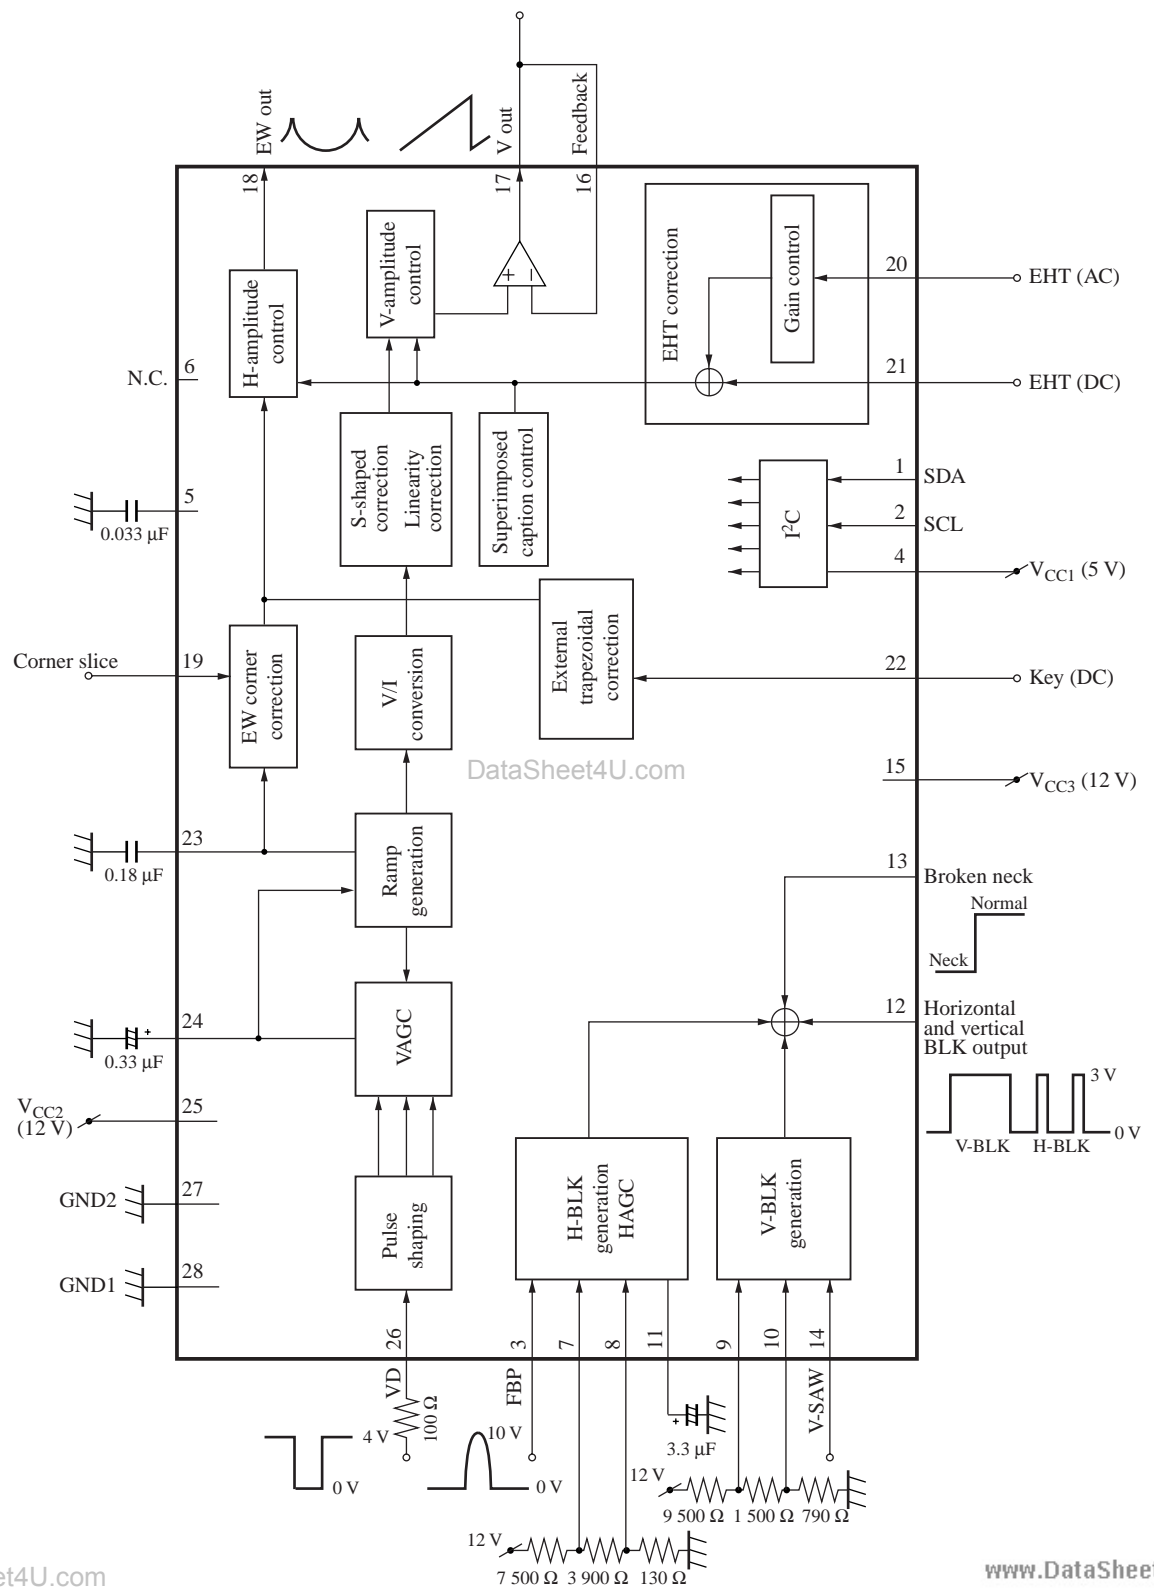 EW out
V out
Feedback
18
17
16
V-amplitude
control
+
−
EHT correction
Gain control
20
EHT (AC)
H-amplitude
control
6
N.C.
21
EHT (DC)
S-shaped
correction
Linearity
correction
Superimposed
caption control
I²C
1
SDA
2
SCL
4
VCC1 (5 V)
5
0.033 µF
External
trapezoidal
correction
Corner slice
19
EW corner
correction
V/I
conversion
22
Key (DC)
DataSheet4U.com
15
VCC3 (12 V)
23
0.18 µF
Ramp
generation
13
Broken neck
Normal
Neck
24
+
0.33 µF
VAGC
12
Horizontal
and vertical
BLK output
3 V
0 V
V-BLK
H-BLK
VCC2
(12 V)
25
GND2
27
GND1
28
Pulse
shaping
H-BLK
generation
HAGC
V-BLK
generation
26
3
7
8
11
9
10
14
VD
FBP
V-SAW
100 Ω
4 V
0 V
10 V
0 V
+
3.3 µF
12 V
9 500 Ω
1 500 Ω
790 Ω
12 V
7 500 Ω
3 900 Ω
130 Ω
et4U.com
www.DataSheet